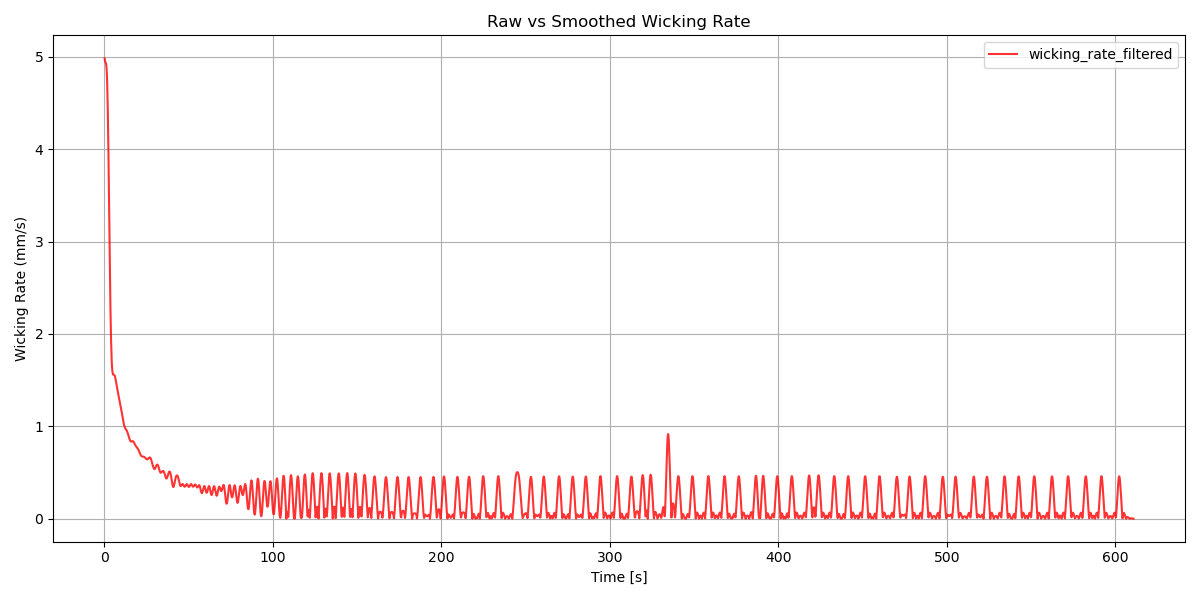 Raw vs Smoothed Wicking Rate
wicking_rate_filtered
Wicking Rate (mm/s)
5
4
3
2
1
0
0 100 200 300 400 500 600
Time [s]